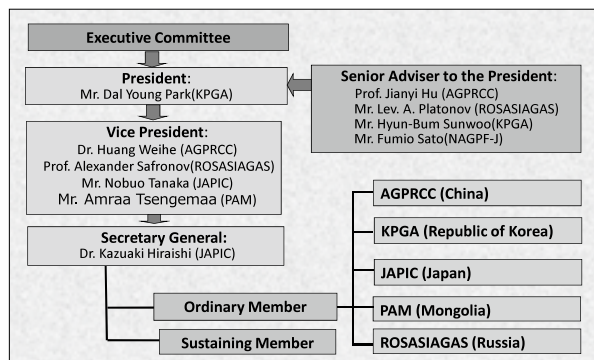 Executive Committee
President:
Mr. Dal Young Park(KPGA)
Senior Adviser to the President:
Prof. Jianyi Hu (AGPRCC)
Mr. Lev. A. Platonov (ROSASIAGAS)
Mr. Hyun-Bum Sunwoo(KPGA)
Mr. Fumio Sato(NAGPF-J)
Vice President:
Dr. Huang Weihe (AGPRCC)
Prof. Alexander Safronov(ROSASIAGAS)
Mr. Nobuo Tanaka (JAPIC)
Mr. Amraa Tsengemaa (PAM)
Secretary General:
Dr. Kazuaki Hiraishi (JAPIC)
Ordinary Member
Sustaining Member
AGPRCC (China)
KPGA (Republic of Korea)
JAPIC (Japan)
PAM (Mongolia)
ROSASIAGAS (Russia)